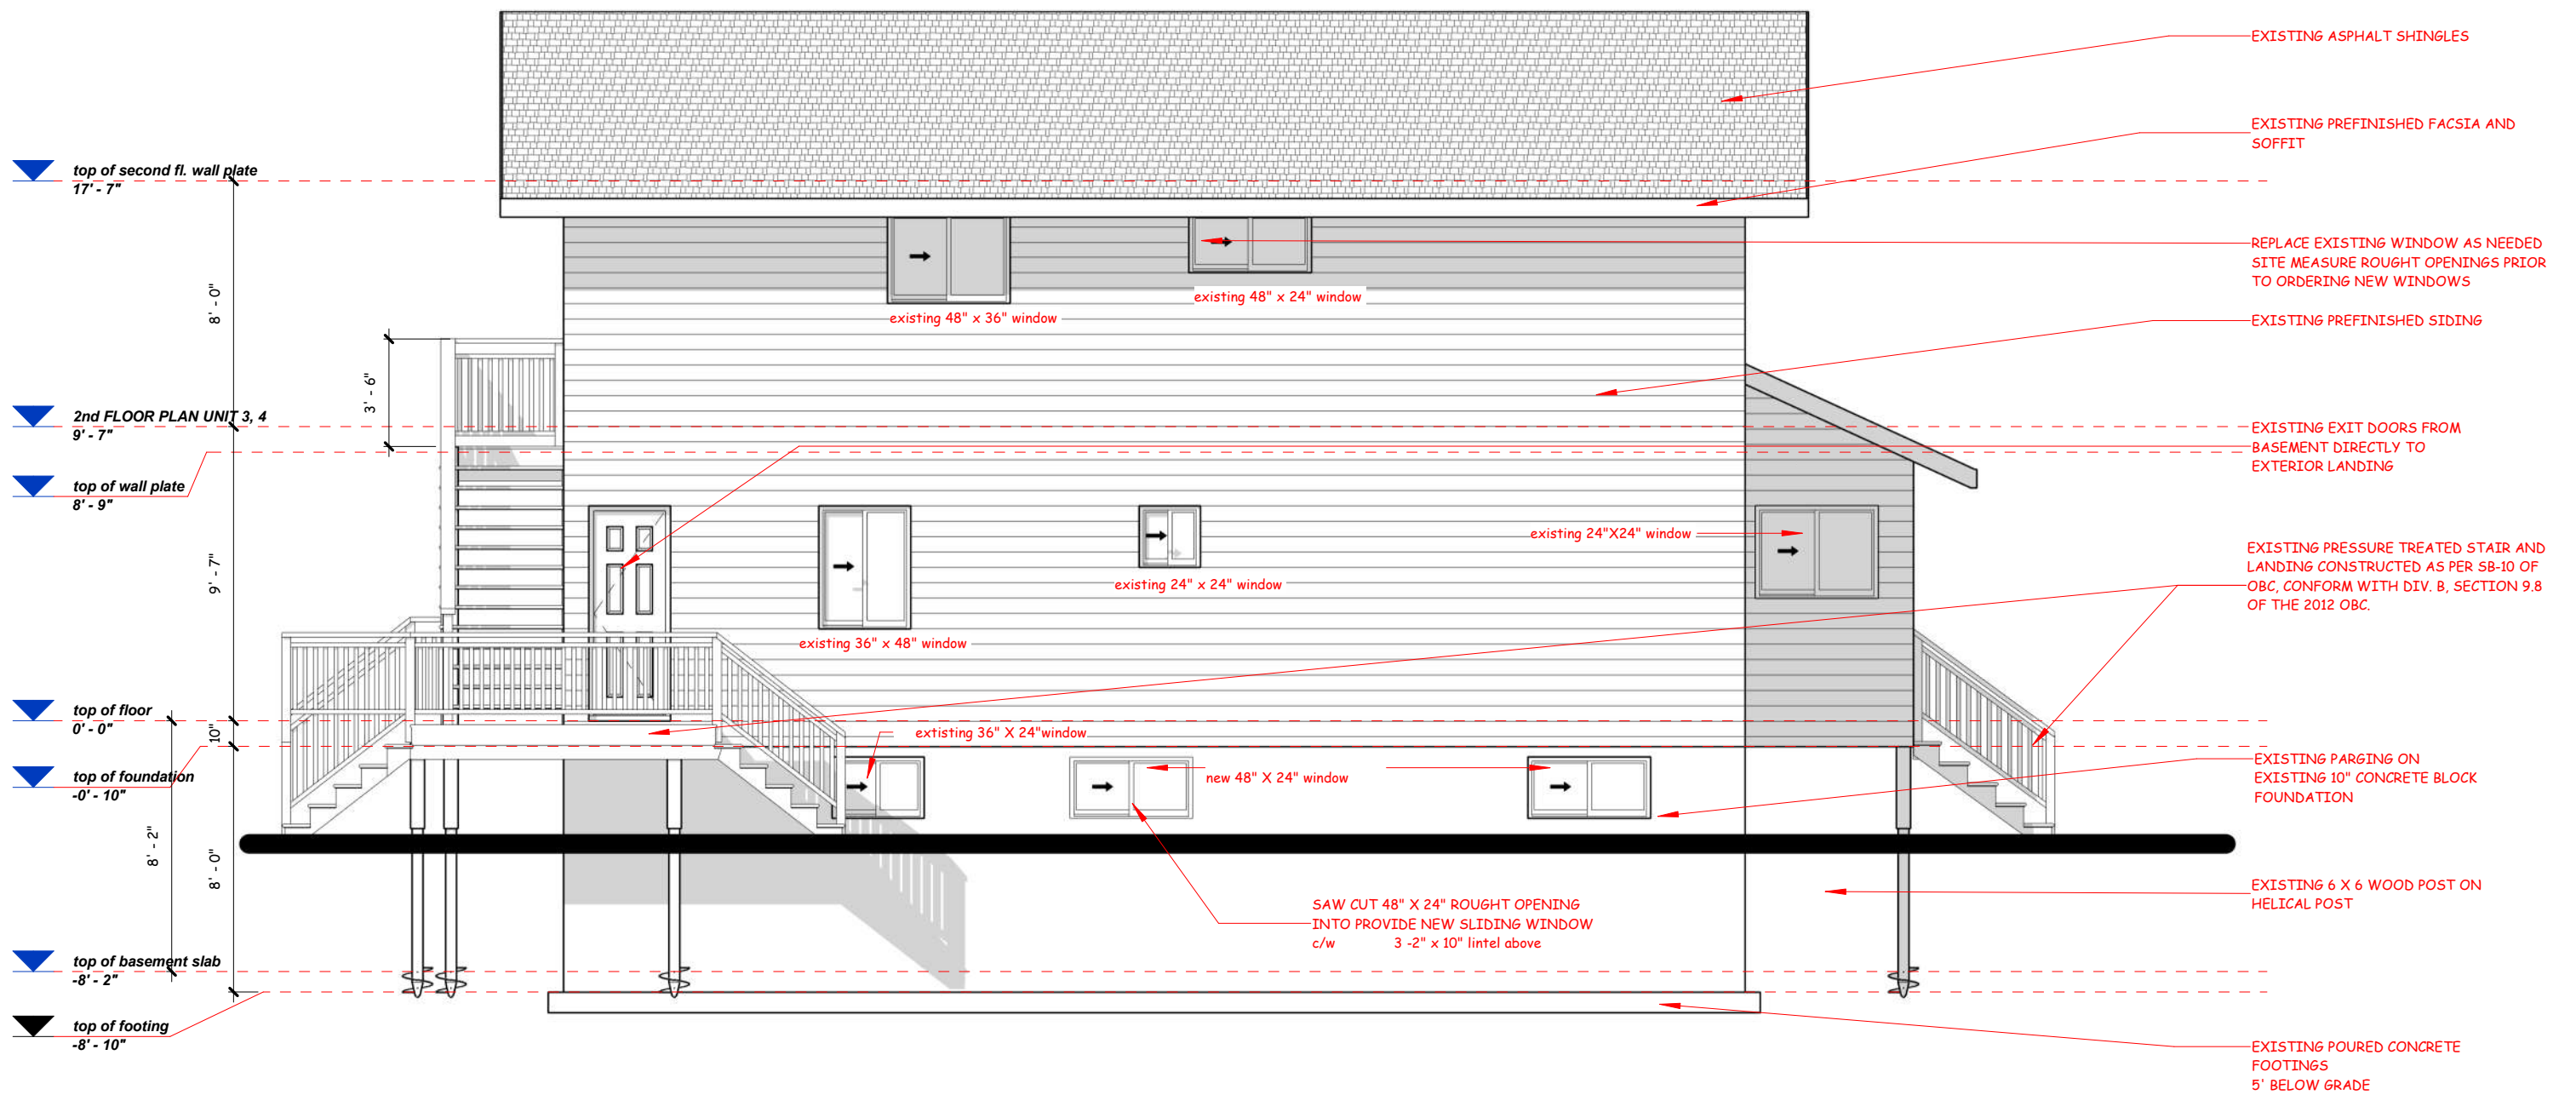 top of second fl. wall plate
17' - 7"
2nd FLOOR PLAN UNIT 3, 4
9' - 7"
top of wall plate
8' - 9"
top of floor
0' - 0"
top of foundation
-0' - 10"
top of basement slab
-8' - 2"
top of footing
-8' - 10"
8' - 0"
9' - 7"
10"
8' - 0"
8' - 2"
3' - 6"
existing 48" x 36" window
existing 48" x 24" window
existing 24"X24" window
existing 24" x 24" window
existing 36" x 48" window
extisting 36" X 24"window
new 48" X 24" window
SAW CUT 48" X 24" ROUGHT OPENING
INTO PROVIDE NEW SLIDING WINDOW
c/w 3 -2" x 10" lintel above
EXISTING ASPHALT SHINGLES
EXISTING PREFINISHED FACSIA AND
SOFFIT
REPLACE EXISTING WINDOW AS NEEDED
SITE MEASURE ROUGHT OPENINGS PRIOR
TO ORDERING NEW WINDOWS
EXISTING PREFINISHED SIDING
EXISTING EXIT DOORS FROM
BASEMENT DIRECTLY TO
EXTERIOR LANDING
EXISTING PRESSURE TREATED STAIR AND
LANDING CONSTRUCTED AS PER SB-10 OF
OBC, CONFORM WITH DIV. B, SECTION 9.8
OF THE 2012 OBC.
EXISTING PARGING ON
EXISTING 10" CONCRETE BLOCK
FOUNDATION
EXISTING 6 X 6 WOOD POST ON
HELICAL POST
EXISTING POURED CONCRETE
FOOTINGS
5' BELOW GRADE